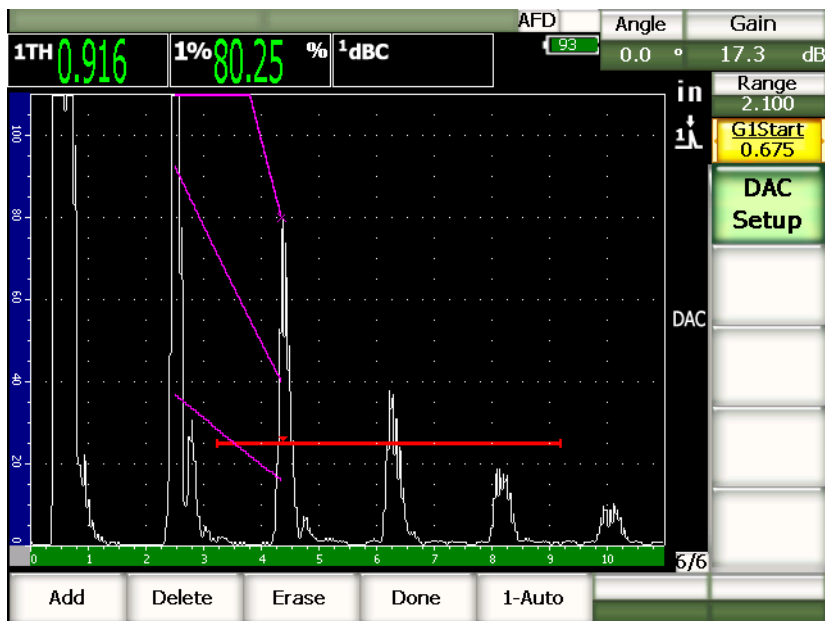 AFD
Angle
Gain
1TH 0.916
1% 80.25 %
1dBC
93
0.0 °
17.3 dB
in
Range
2.100
1
G1Start
0.675
DAC
Setup
DAC
100
80
60
40
20
0
0 1 2 3 4 5 6 7 8 9 10
6/6
Add Delete Erase Done 1-Auto